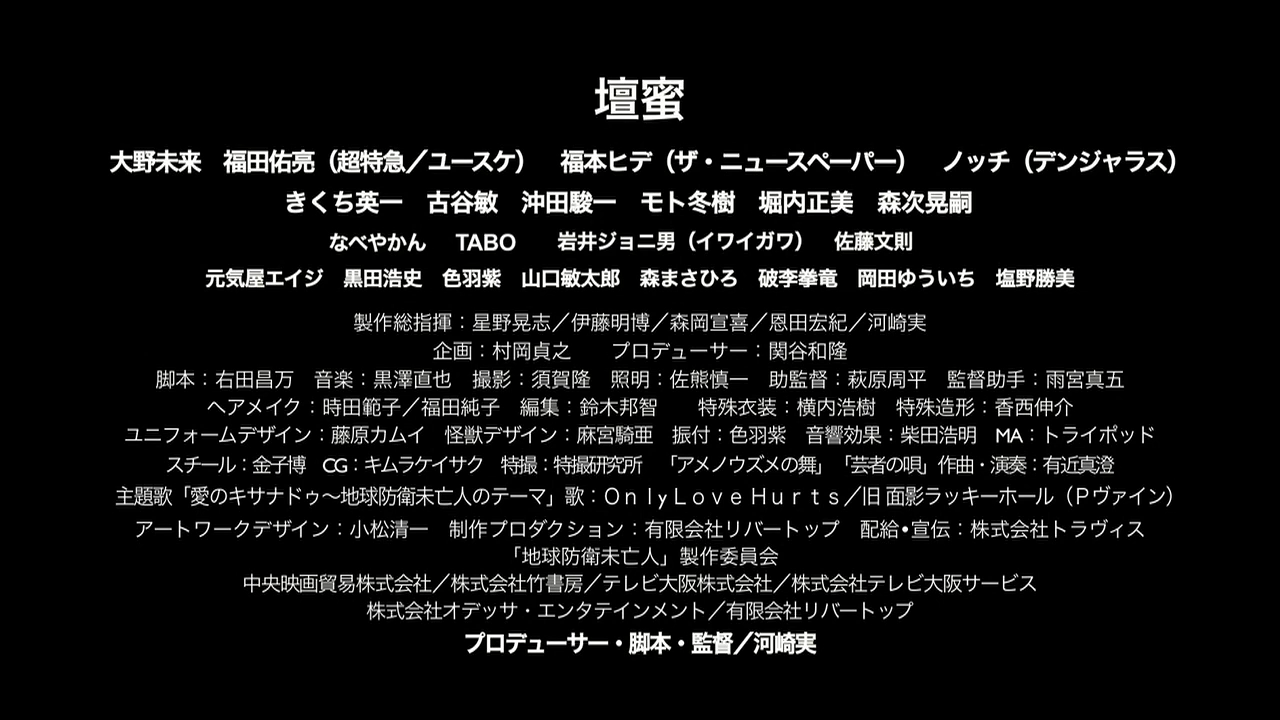 壇蜜
大野未来　福田佑亮（超特急／ユースケ）　福本ヒデ（ザ・ニュースペーパー）　ノッチ（デンジャラス）
きくち英一　古谷敏　沖田駿一　モト冬樹　堀内正美　森次晃嗣
なべやかん　TABO　岩井ジョニ男（イワイガワ）　佐藤文則
元気屋エイジ　黒田浩史　色羽紫　山口敏太郎　森まさひろ　破李拳竜　岡田ゆういち　塩野勝美
製作総指揮：星野晃志／伊藤明博／森岡宣喜／恩田宏紀／河崎実
企画：村岡貞之　プロデューサー：関谷和隆
脚本：右田昌万　音楽：黒澤直也　撮影：須賀隆　照明：佐熊慎一　助監督：萩原周平　監督助手：雨宮真五
ヘアメイク：時田範子／福田純子　編集：鈴木邦智　特殊衣装：横内浩樹　特殊造形：香西伸介
ユニフォームデザイン：藤原カムイ　怪獣デザイン：麻宮騎亜　振付：色羽紫　音響効果：柴田浩明　MA：トライポッド
スチール：金子博　CG：キムラケイサク　特撮：特撮研究所　「アメノウズメの舞」「芸者の唄」作曲・演奏：有近真澄
主題歌「愛のキサナドゥ〜地球防衛未亡人のテーマ」歌：Ｏｎｌｙ Ｌｏｖｅ Ｈｕｒｔｓ／旧 面影ラッキーホール（Ｐヴァイン）
アートワークデザイン：小松清一　制作プロダクション：有限会社リバートップ　配給•宣伝：株式会社トラヴィス
「地球防衛未亡人」製作委員会
中央映画貿易株式会社／株式会社竹書房／テレビ大阪株式会社／株式会社テレビ大阪サービス
株式会社オデッサ・エンタテインメント／有限会社リバートップ
プロデューサー・脚本・監督／河崎実